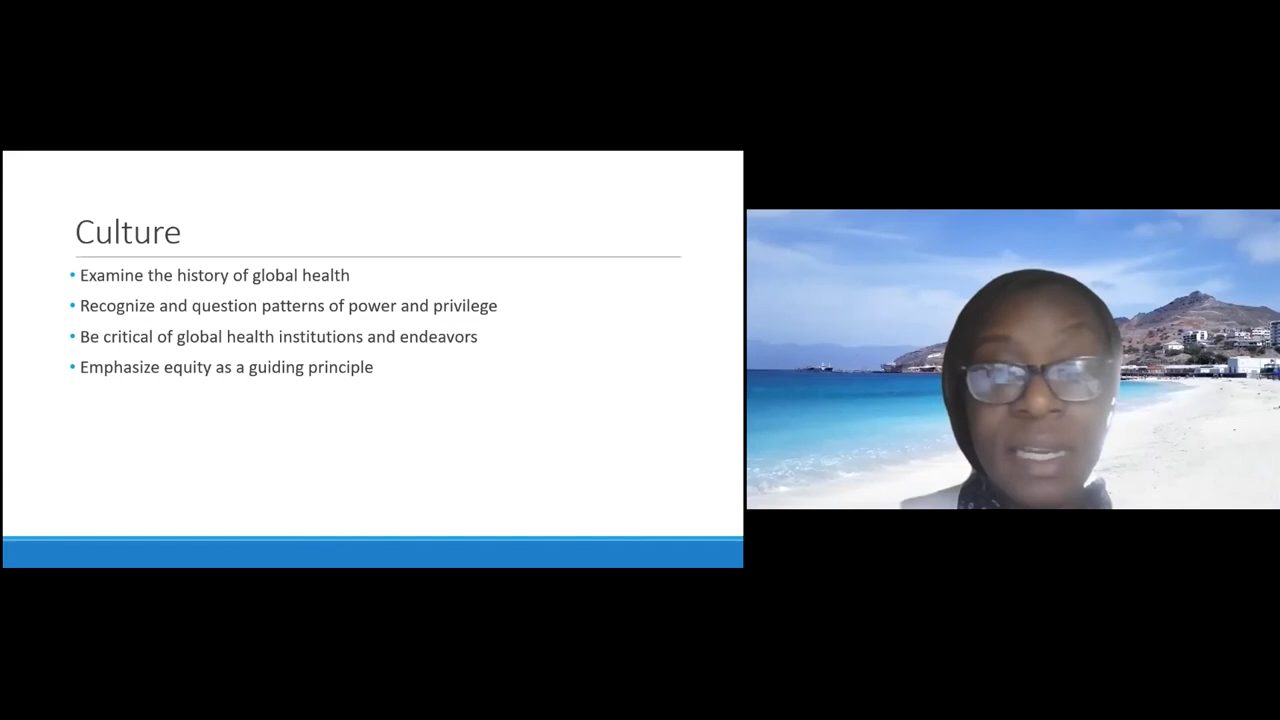 Culture
• Examine the history of global health
• Recognize and question patterns of power and privilege
• Be critical of global health institutions and endeavors
• Emphasize equity as a guiding principle